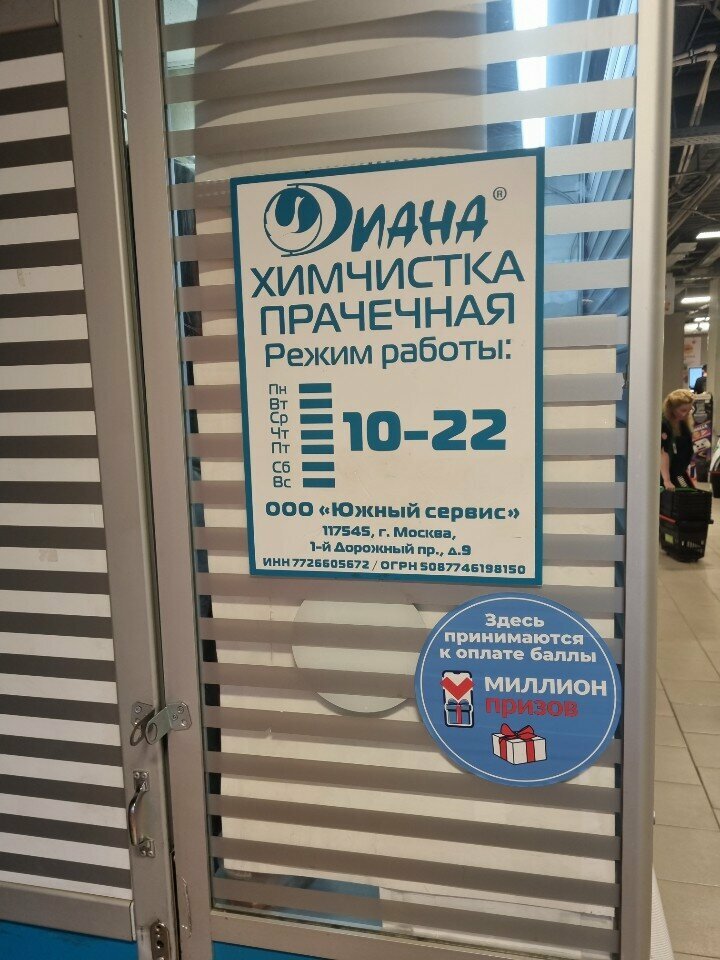 Диана®
ХИМЧИСТКА
ПРАЧЕЧНАЯ
Режим работы:
Пн
Вт
Ср
Чт
Пт
Сб
Вс
10-22
ООО «Южный сервис»
117545, г. Москва,
1-й Дорожный пр., д.9
ИНН 7726605672 / ОГРН 5087746198150
Здесь
принимаются
к оплате баллы
МИЛЛИОН
призов